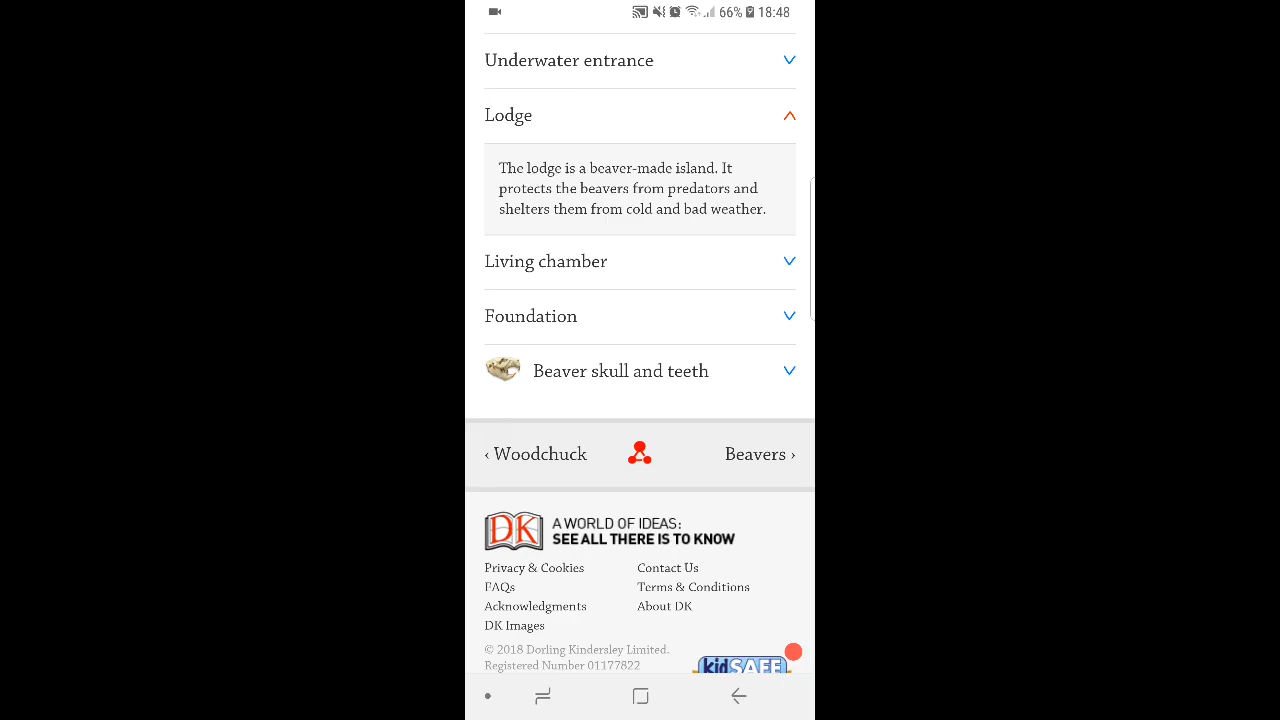 66% 18:48
Underwater entrance
Lodge
The lodge is a beaver-made island. It
protects the beavers from predators and
shelters them from cold and bad weather.
Living chamber
Foundation
Beaver skull and teeth
‹ Woodchuck Beavers ›
DK A WORLD OF IDEAS:
SEE ALL THERE IS TO KNOW
Privacy & Cookies Contact Us
FAQs Terms & Conditions
Acknowledgments About DK
DK Images
© 2018 Dorling Kindersley Limited.
Registered Number 01177822
kidSAFE